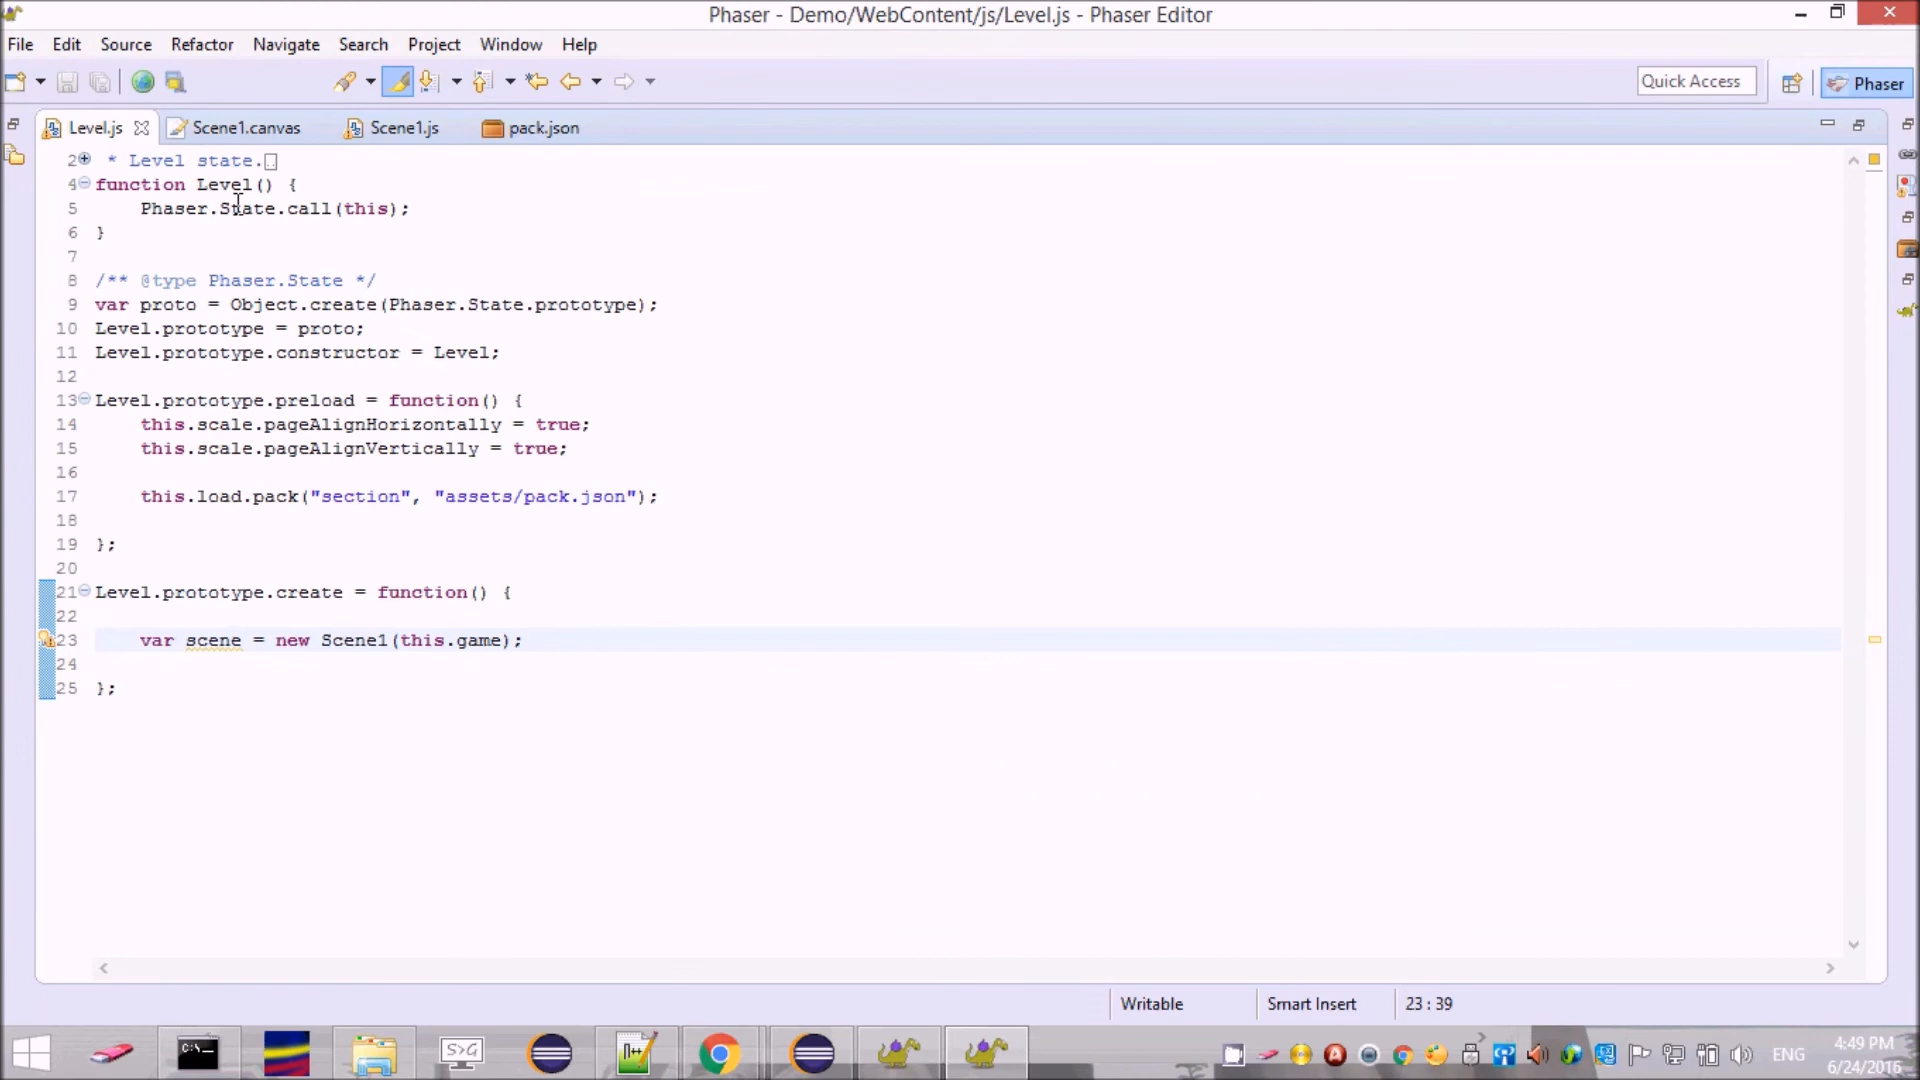 Phaser - Demo/WebContent/js/Level.js - Phaser Editor
File Edit Source Refactor Navigate Search Project Window Help
Quick Access Phaser
Level.js Scene1.canvas Scene1.js pack.json
2 * Level state.
4 function Level() {
5 Phaser.State.call(this);
6 }
7
8 /** @type Phaser.State */
9 var proto = Object.create(Phaser.State.prototype);
10 Level.prototype = proto;
11 Level.prototype.constructor = Level;
12
13 Level.prototype.preload = function() {
14 this.scale.pageAlignHorizontally = true;
15 this.scale.pageAlignVertically = true;
16
17 this.load.pack("section", "assets/pack.json");
18
19 };
20
21 Level.prototype.create = function() {
22
23 var scene = new Scene1(this.game);
24
25 };
Writable Smart Insert 23 : 39
C:\. S>G n++ A ENG 4:49 PM
6/24/2016